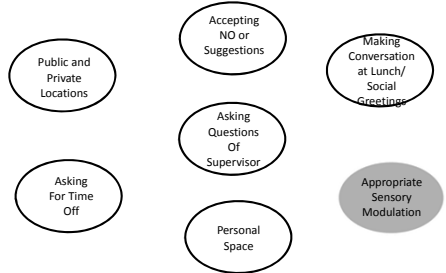 Accepting
NO or
Suggestions
Making
Conversation
at Lunch/
Social
Greetings
Public and
Private
Locations
Asking
Questions
Of
Supervisor
Asking
For Time
Off
Appropriate
Sensory
Modulation
Personal
Space